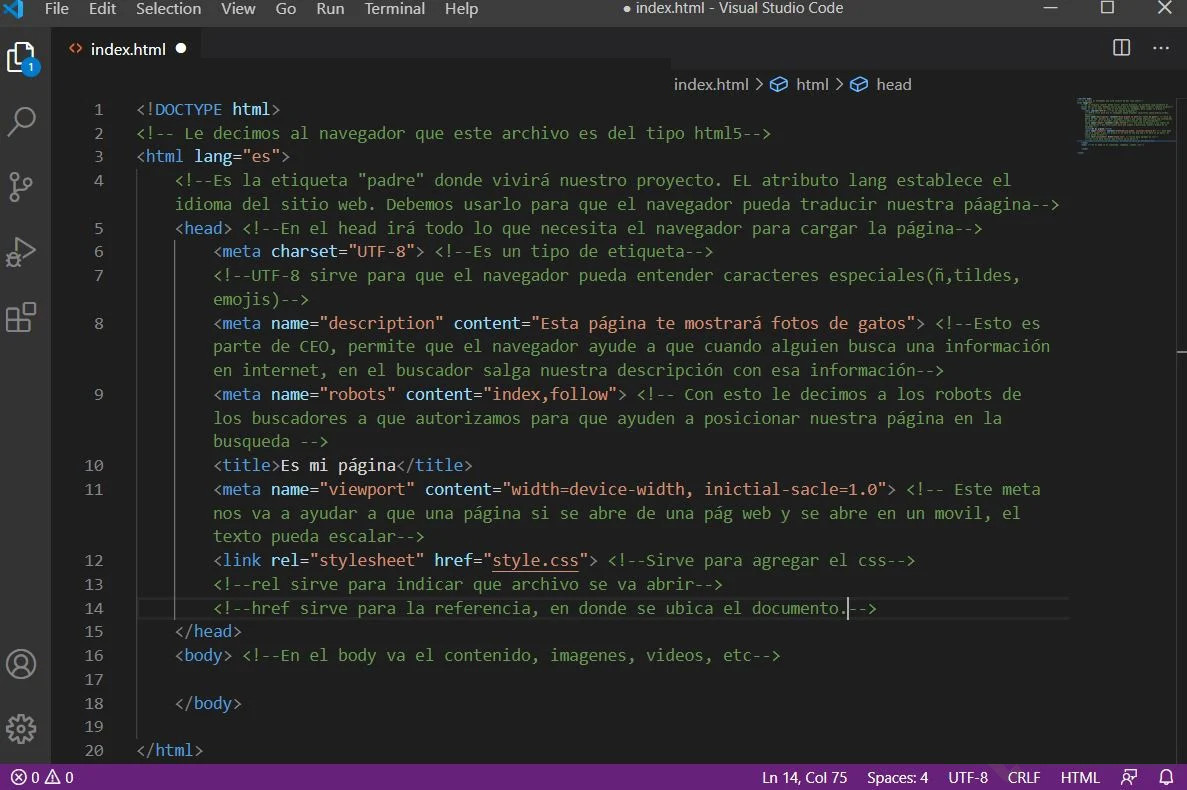 File Edit Selection View Go Run Terminal Help ● index.html - Visual Studio Code
1
<> index.html ●
index.html > html > head
1 <!DOCTYPE html>
2 <!-- Le decimos al navegador que este archivo es del tipo html5-->
3 <html lang="es">
4 <!--Es la etiqueta "padre" donde vivirá nuestro proyecto. EL atributo lang establece el
idioma del sitio web. Debemos usarlo para que el navegador pueda traducir nuestra páagina-->
5 <head> <!--En el head irá todo lo que necesita el navegador para cargar la página-->
6 <meta charset="UTF-8"> <!--Es un tipo de etiqueta-->
7 <!--UTF-8 sirve para que el navegador pueda entender caracteres especiales(ñ,tildes,
emojis)-->
8 <meta name="description" content="Esta página te mostrará fotos de gatos"> <!--Esto es
parte de CEO, permite que el navegador ayude a que cuando alguien busca una información
en internet, en el buscador salga nuestra descripción con esa información-->
9 <meta name="robots" content="index,follow"> <!-- Con esto le decimos a los robots de
los buscadores a que autorizamos para que ayuden a posicionar nuestra página en la
busqueda -->
10 <title>Es mi página</title>
11 <meta name="viewport" content="width=device-width, inictial-sacle=1.0"> <!-- Este meta
nos va a ayudar a que una página si se abre de una pág web y se abre en un movil, el
texto pueda escalar-->
12 <link rel="stylesheet" href="style.css"> <!--Sirve para agregar el css-->
13 <!--rel sirve para indicar que archivo se va abrir-->
14 <!--href sirve para la referencia, en donde se ubica el documento.-->
15 </head>
16 <body> <!--En el body va el contenido, imagenes, videos, etc-->
17
18 </body>
19
20 </html>
0 0 Ln 14, Col 75 Spaces: 4 UTF-8 CRLF HTML